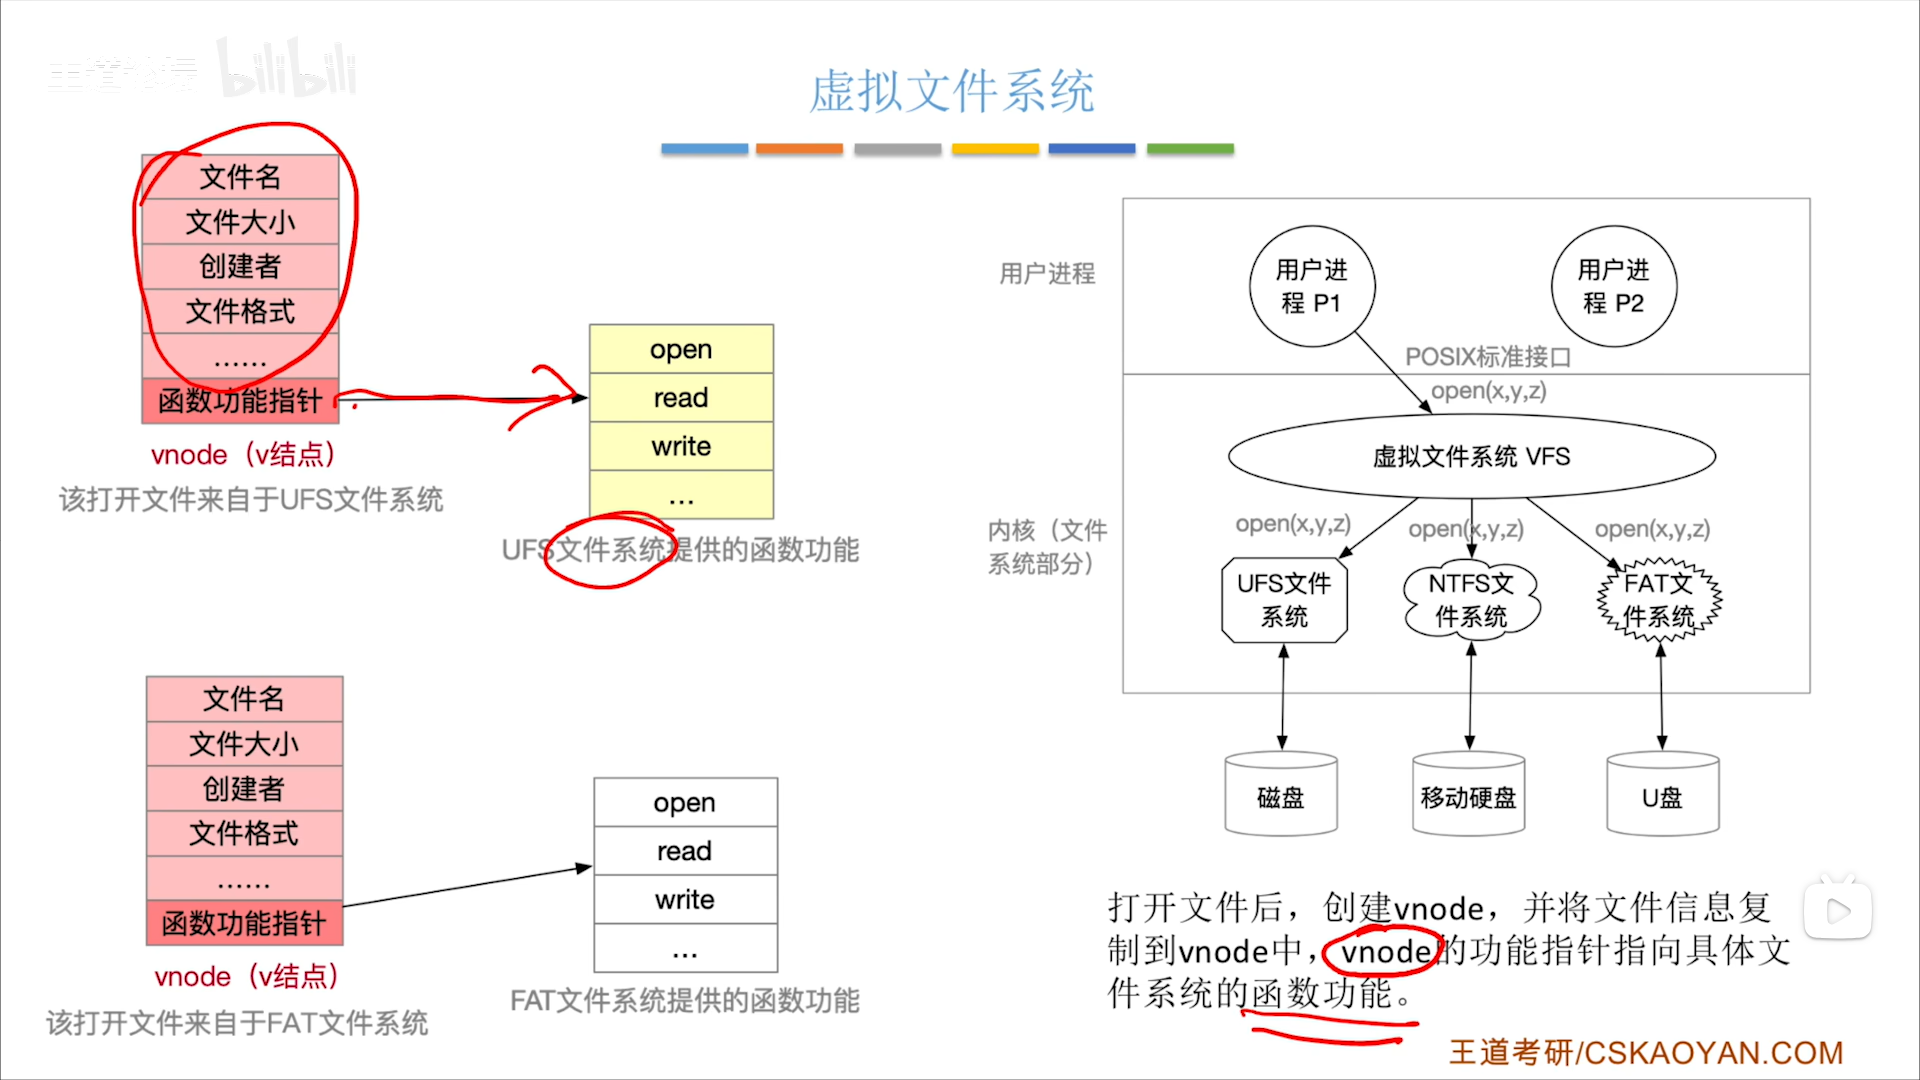 王道论坛 bilibili
虚拟文件系统
文件名
文件大小
创建者
文件格式
......
函数功能指针
vnode（v结点）
该打开文件来自于UFS文件系统
open
read
write
...
UFS文件系统提供的函数功能
文件名
文件大小
创建者
文件格式
......
函数功能指针
vnode（v结点）
该打开文件来自于FAT文件系统
open
read
write
...
FAT文件系统提供的函数功能
用户进程
用户进
程 P1
用户进
程 P2
POSIX标准接口
open(x,y,z)
虚拟文件系统 VFS
内核（文件
系统部分）
open(x,y,z)
open(x,y,z)
open(x,y,z)
UFS文件
系统
NTFS文
件系统
FAT文
件系统
磁盘
移动硬盘
U盘
打开文件后，创建vnode，并将文件信息复
制到vnode中，vnode的功能指针指向具体文
件系统的函数功能。
王道考研/CSKAOYAN.COM